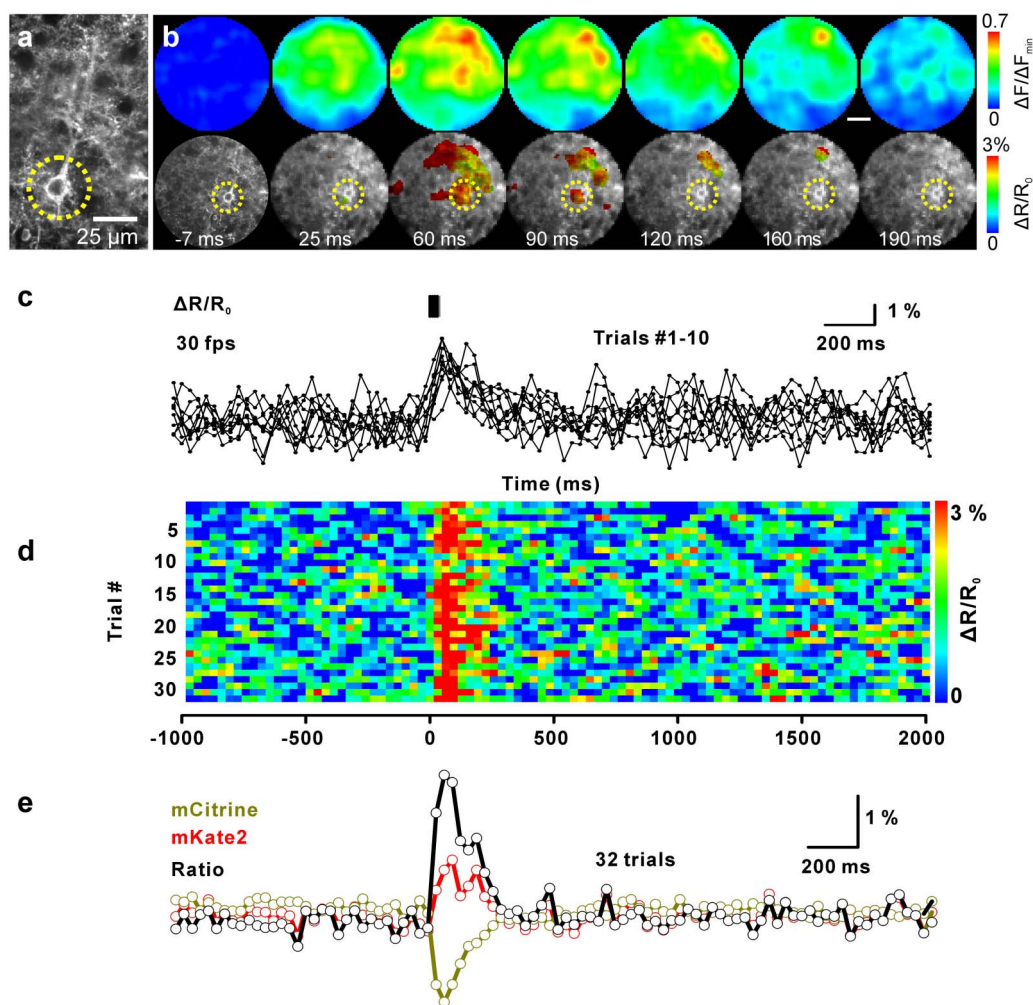 a
25 µm
b
0.7
ΔF/ΔFmin
0
3%
ΔR/R0
0
-7 ms 25 ms 60 ms 90 ms 120 ms 160 ms 190 ms
c
ΔR/R0
1 %
30 fps
Trials #1-10
200 ms
Time (ms)
d
Trial #
5
10
15
20
25
30
3 %
ΔR/R0
0
-1000 -500 0 500 1000 1500 2000
e
mCitrine
mKate2
Ratio
32 trials
1 %
200 ms